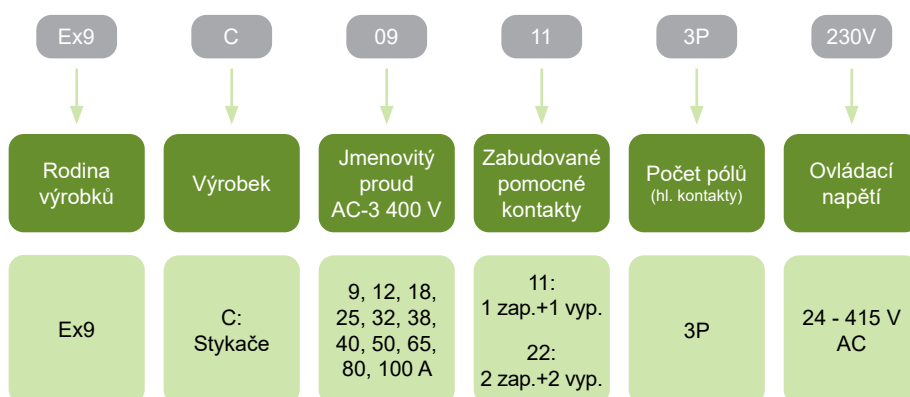 Ex9
C
09
11
3P
230V
Rodina
výrobků
Výrobek
Jmenovitý
proud
AC-3 400 V
Zabudované
pomocné
kontakty
Počet pólů
(hl. kontakty)
Ovládací
napětí
Ex9
C:
Stykače
9, 12, 18,
25, 32, 38,
40, 50, 65,
80, 100 A
11:
1 zap.+1 vyp.
22:
2 zap.+2 vyp.
3P
24 - 415 V
AC